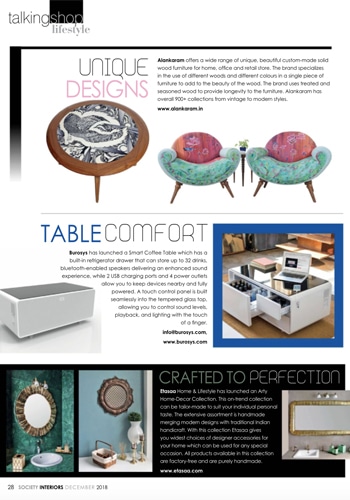 talkingshop
lifestyle
UNIQUE
DESIGNS
Alankaram offers a wide range of unique, beautiful custom-made solid
wood furniture for home, office and retail store. The brand specializes
in the use of different woods and different colours in a single piece of
furniture to add to the beauty of the wood. The brand uses treated and
seasoned wood to provide longevity to the furniture. Alankaram has
overall 900+ collections from vintage to modern styles.
www.alankaram.in
TABLE COMFORT
Burosys has launched a Smart Coffee Table which has a
built-in refrigerator drawer that can store up to 32 drinks,
bluetooth-enabled speakers delivering an enhanced sound
experience, while 2 USB charging ports and 4 power outlets
allow you to keep devices nearby and fully
powered. A touch control panel is built
seamlessly into the tempered glass top,
allowing you to control sound levels,
playback, and lighting with the touch
of a finger.
info@burosys.com,
www.burosys.com
CRAFTED TO PERFECTION
Etasaa Home & Lifestyle has launched an Arty
Home-Decor Collection. This on-trend collection
can be tailor-made to suit your individual personal
taste. The extensive assortment is handmade
merging modern designs with traditional Indian
handicraft. With this collection Etasaa gives
you widest choices of designer accessories for
your home which can be used for any special
occasion. All products available in this collection
are factory-free and are purely handmade.
www.etasaa.com
28 SOCIETY INTERIORS DECEMBER 2018